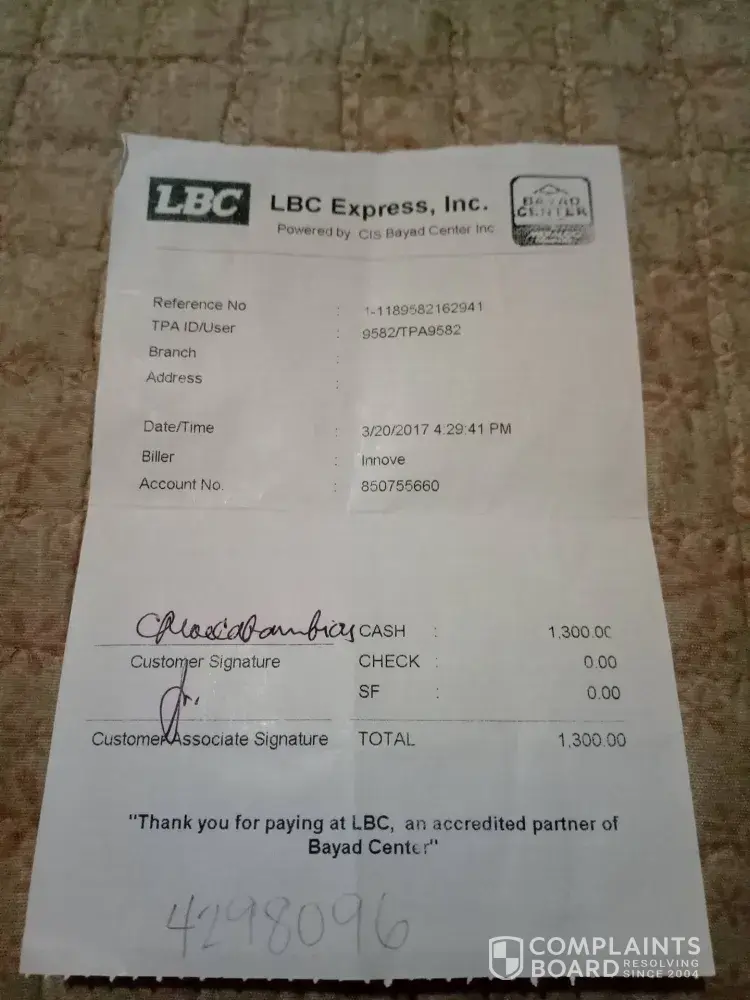 LBC
LBC Express, Inc.
BAYAD
CENTER
Powered by CIS Bayad Center Inc
Reference No : 1-1189582162941
TPA ID/User : 9582/TPA9582
Branch :
Address :
Date/Time : 3/20/2017 4:29:41 PM
Biller : Innove
Account No. : 850755660
CASH : 1,300.00
Customer Signature CHECK : 0.00
SF : 0.00
Customer Associate Signature TOTAL 1,300.00
"Thank you for paying at LBC, an accredited partner of
Bayad Center"
4298096
COMPLAINTS
BOARD RESOLVING
SINCE 2004